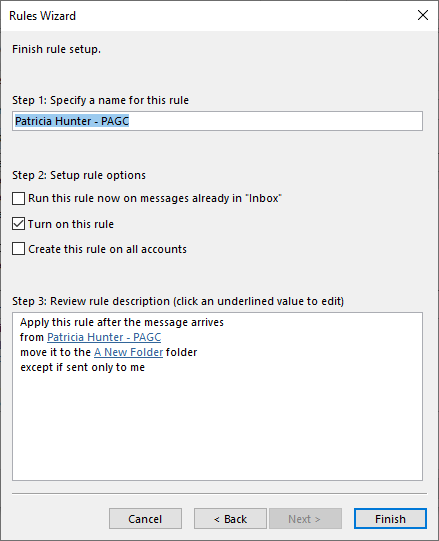 Rules Wizard
Finish rule setup.
Step 1: Specify a name for this rule
Patricia Hunter - PAGC
Step 2: Setup rule options
Run this rule now on messages already in "Inbox"
Turn on this rule
Create this rule on all accounts
Step 3: Review rule description (click an underlined value to edit)
Apply this rule after the message arrives
from Patricia Hunter - PAGC
move it to the A New Folder folder
except if sent only to me
Cancel < Back Next > Finish